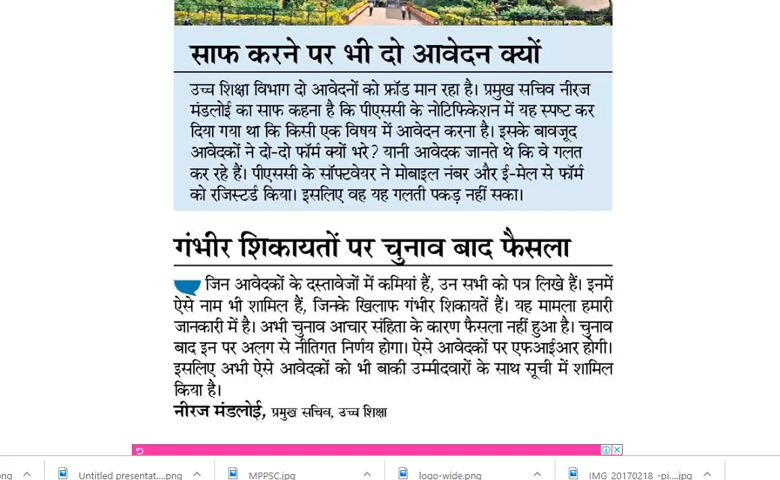 साफ करने पर भी दो आवेदन क्यों
उच्च शिक्षा विभाग दो आवेदनों को फ्रॉड मान रहा है। प्रमुख सचिव नीरज
मंडलोई का साफ कहना है कि पीएससी के नोटिफिकेशन में यह स्पष्ट कर
दिया गया था कि किसी एक विषय में आवेदन करना है। इसके बावजूद
आवेदकों ने दो-दो फॉर्म क्यों भरे? यानी आवेदक जानते थे कि वे गलत
कर रहे हैं। पीएससी के सॉफ्टवेयर ने मोबाइल नंबर और ई-मेल से फॉर्म
को रजिस्टर्ड किया। इसलिए वह यह गलती पकड़ नहीं सका।
गंभीर शिकायतों पर चुनाव बाद फैसला
जिन आवेदकों के दस्तावेजों में कमियां हैं, उन सभी को पत्र लिखे हैं। इनमें
ऐसे नाम भी शामिल हैं, जिनके खिलाफ गंभीर शिकायतें हैं। यह मामला हमारी
जानकारी में है। अभी चुनाव आचार संहिता के कारण फैसला नहीं हुआ है। चुनाव
बाद इन पर अलग से नीतिगत निर्णय होगा। ऐसे आवेदकों पर एफआईआर होगी।
इसलिए अभी ऐसे आवेदकों को भी बाकी उम्मीदवारों के साथ सूची में शामिल
किया है।
नीरज मंडलोई, प्रमुख सचिव, उच्च शिक्षा
png Untitled presentat....png MPPSC.jpg logo-wide.png IMG_20170218_-pi....jpg